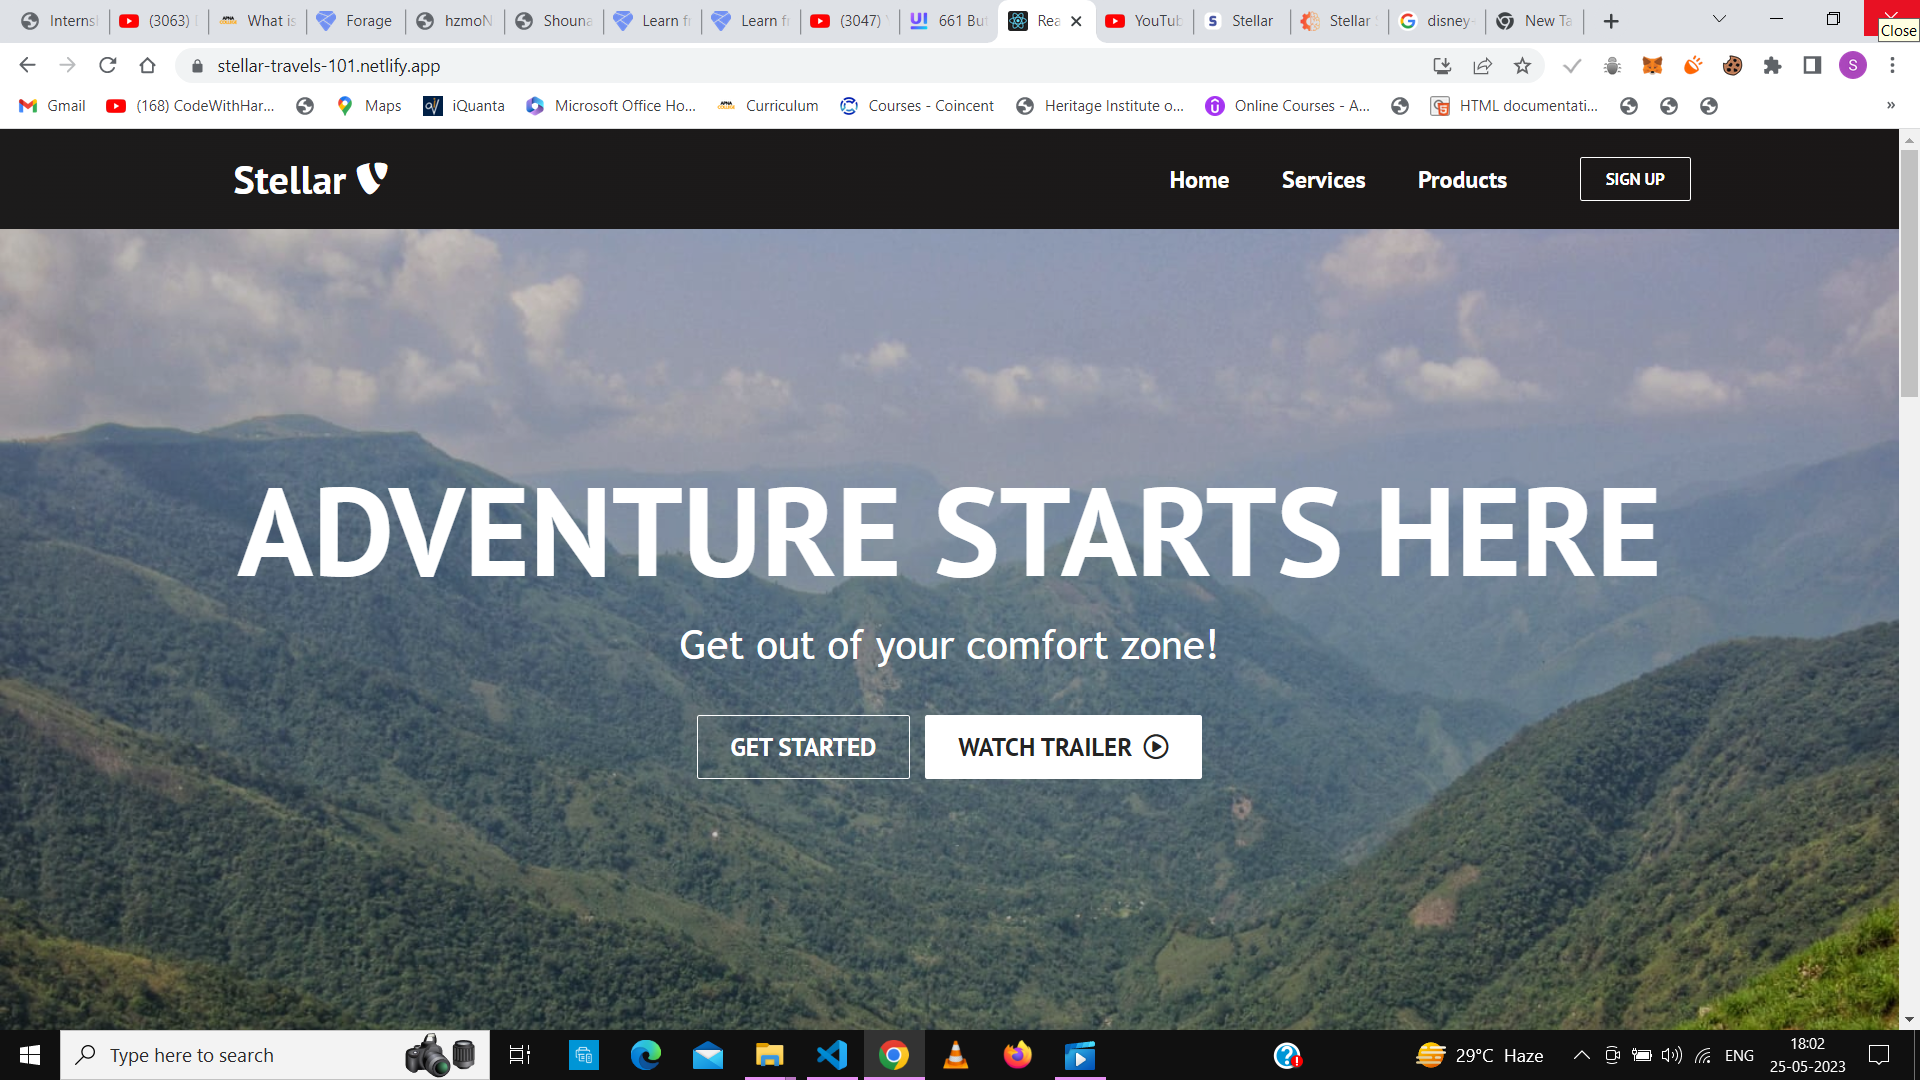 Interns
(3063)
What is
Forage
hzmoN
Shouna
Learn fr
Learn fr
(3047)
661 But
Rea
YouTub
Stellar
Stellar
disney-
New Ta
Close
stellar-travels-101.netlify.app
S
Gmail
(168) CodeWithHar...
Maps
iQuanta
Microsoft Office Ho...
Curriculum
Courses - Coincent
Heritage Institute o...
Online Courses - A...
HTML documentati...
»
Stellar
Home
Services
Products
SIGN UP
ADVENTURE STARTS HERE
Get out of your comfort zone!
GET STARTED
WATCH TRAILER
Type here to search
29°C Haze
ENG
18:02
25-05-2023